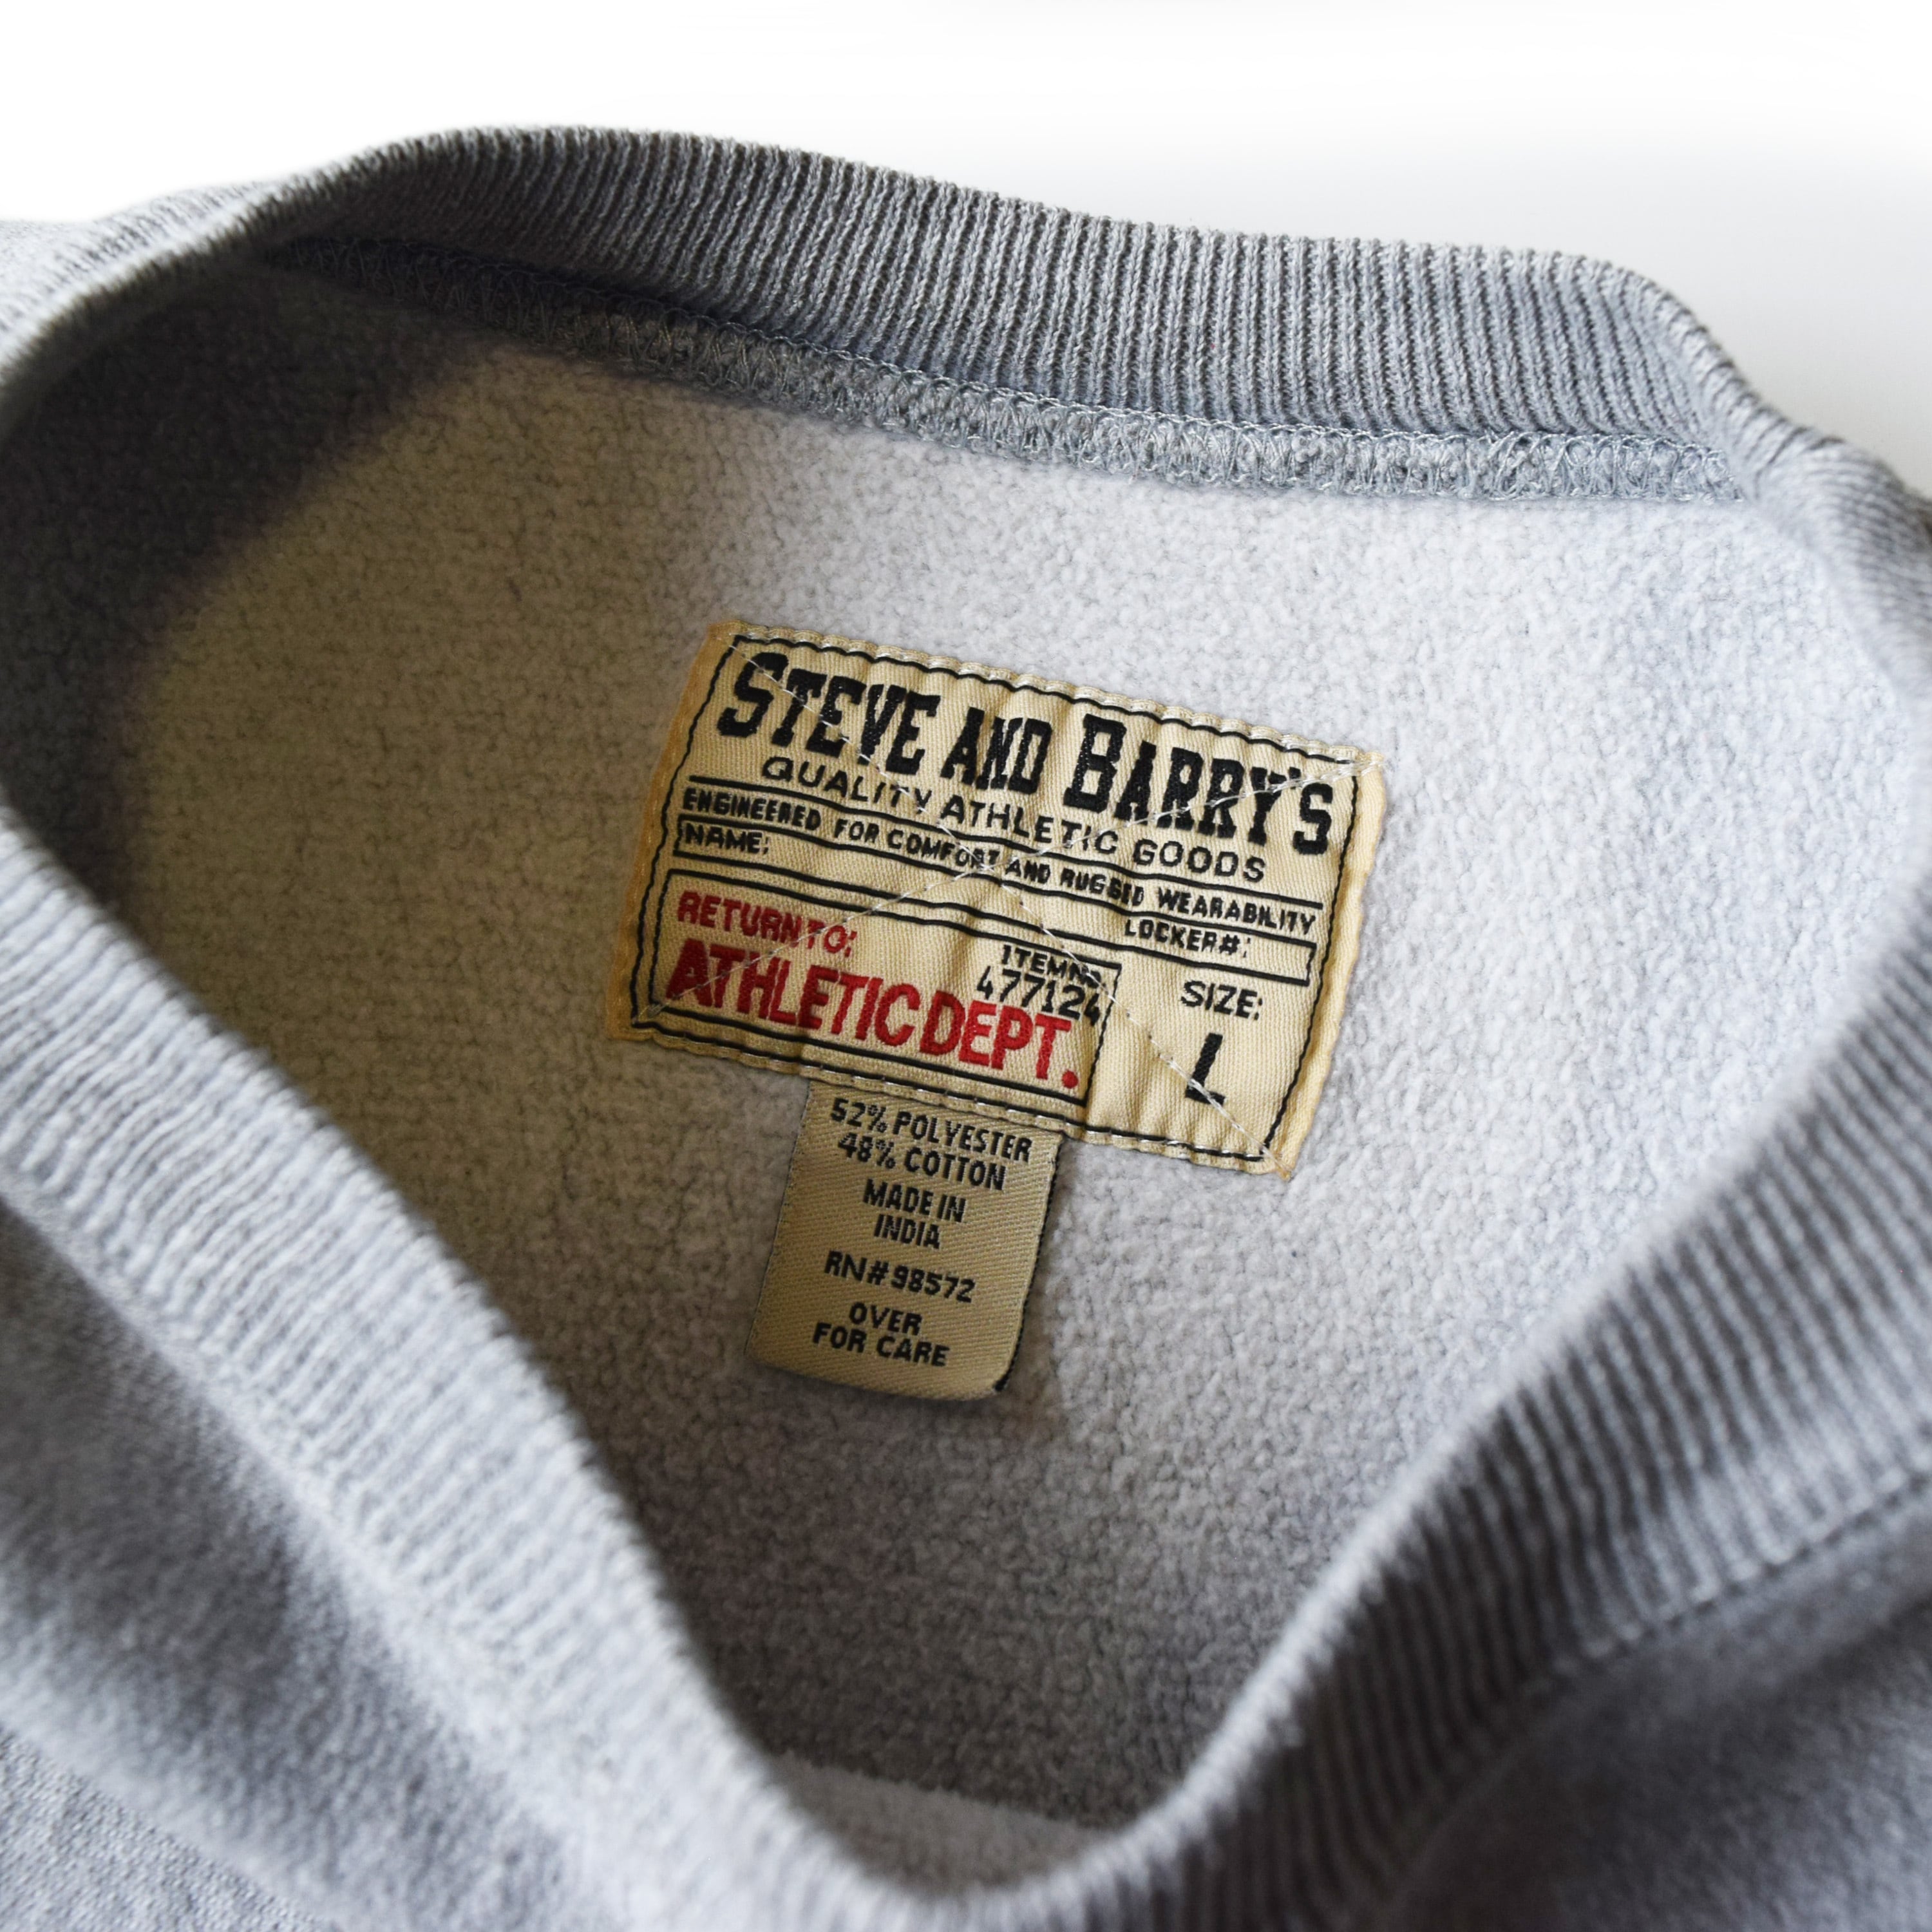 STEVE AND BARRY'S
QUALITY ATHLETIC GOODS
ENGINEERED FOR COMFORT AND RUGGED WEARABILITY
NAME: LOCKER#:
RETURN TO:
ITEM No
477124
ATHLETIC DEPT.
SIZE:
L
52% POLYESTER
48% COTTON
MADE IN
INDIA
RN#98572
OVER
FOR CARE